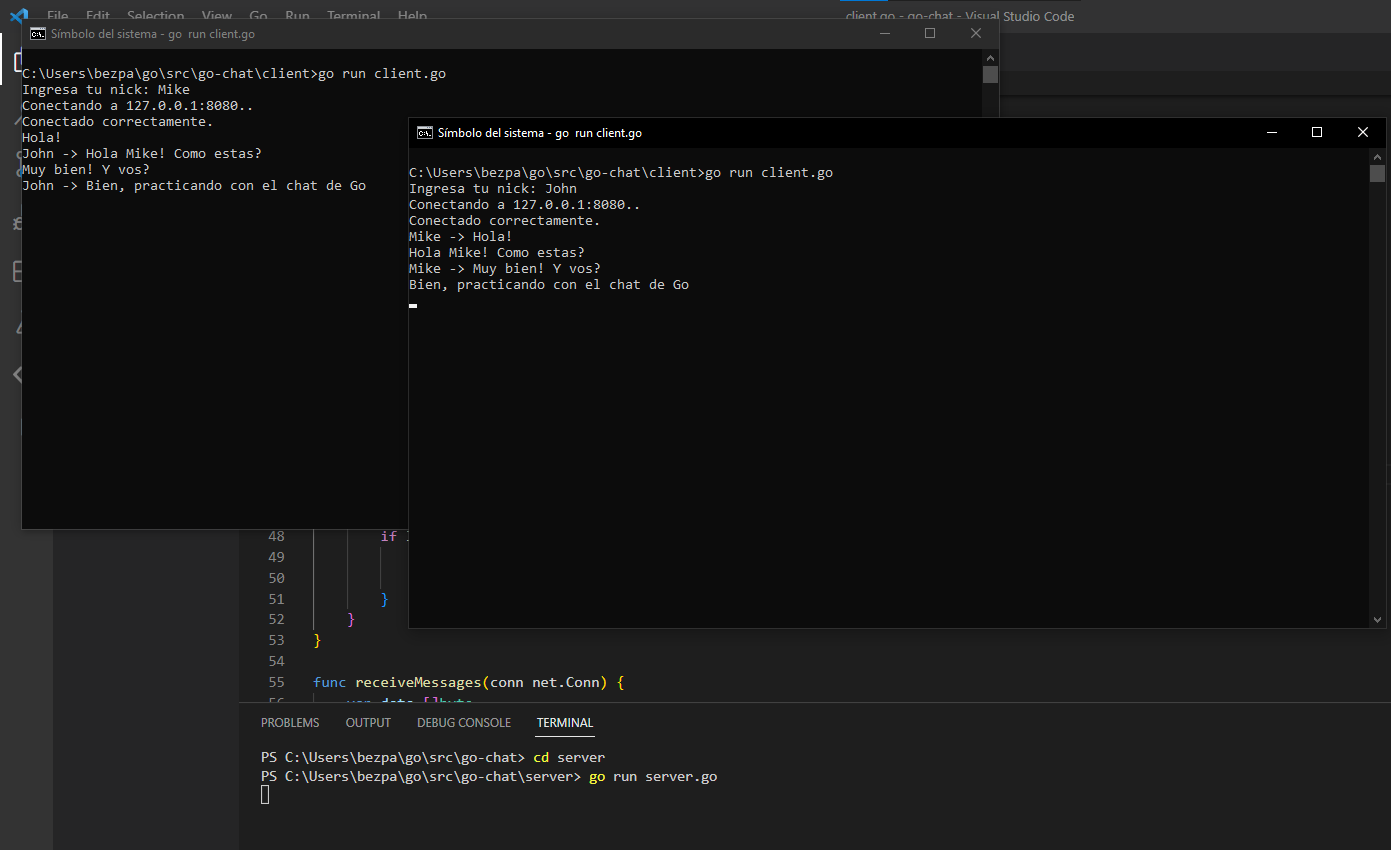 File Edit Selection View Go Run Terminal Help
client.go - go-chat - Visual Studio Code
Símbolo del sistema - go  run client.go
C:\Users\bezpa\go\src\go-chat\client>go run client.go
Ingresa tu nick: Mike
Conectando a 127.0.0.1:8080..
Conectado correctamente.
Hola!
John -> Hola Mike! Como estas?
Muy bien! Y vos?
John -> Bien, practicando con el chat de Go
Símbolo del sistema - go  run client.go
C:\Users\bezpa\go\src\go-chat\client>go run client.go
Ingresa tu nick: John
Conectando a 127.0.0.1:8080..
Conectado correctamente.
Mike -> Hola!
Hola Mike! Como estas?
Mike -> Muy bien! Y vos?
Bien, practicando con el chat de Go
48 if
49
50
51 }
52 }
53 }
54
55 func receiveMessages(conn net.Conn) {
PROBLEMS OUTPUT DEBUG CONSOLE TERMINAL
PS C:\Users\bezpa\go\src\go-chat> cd server
PS C:\Users\bezpa\go\src\go-chat\server> go run server.go